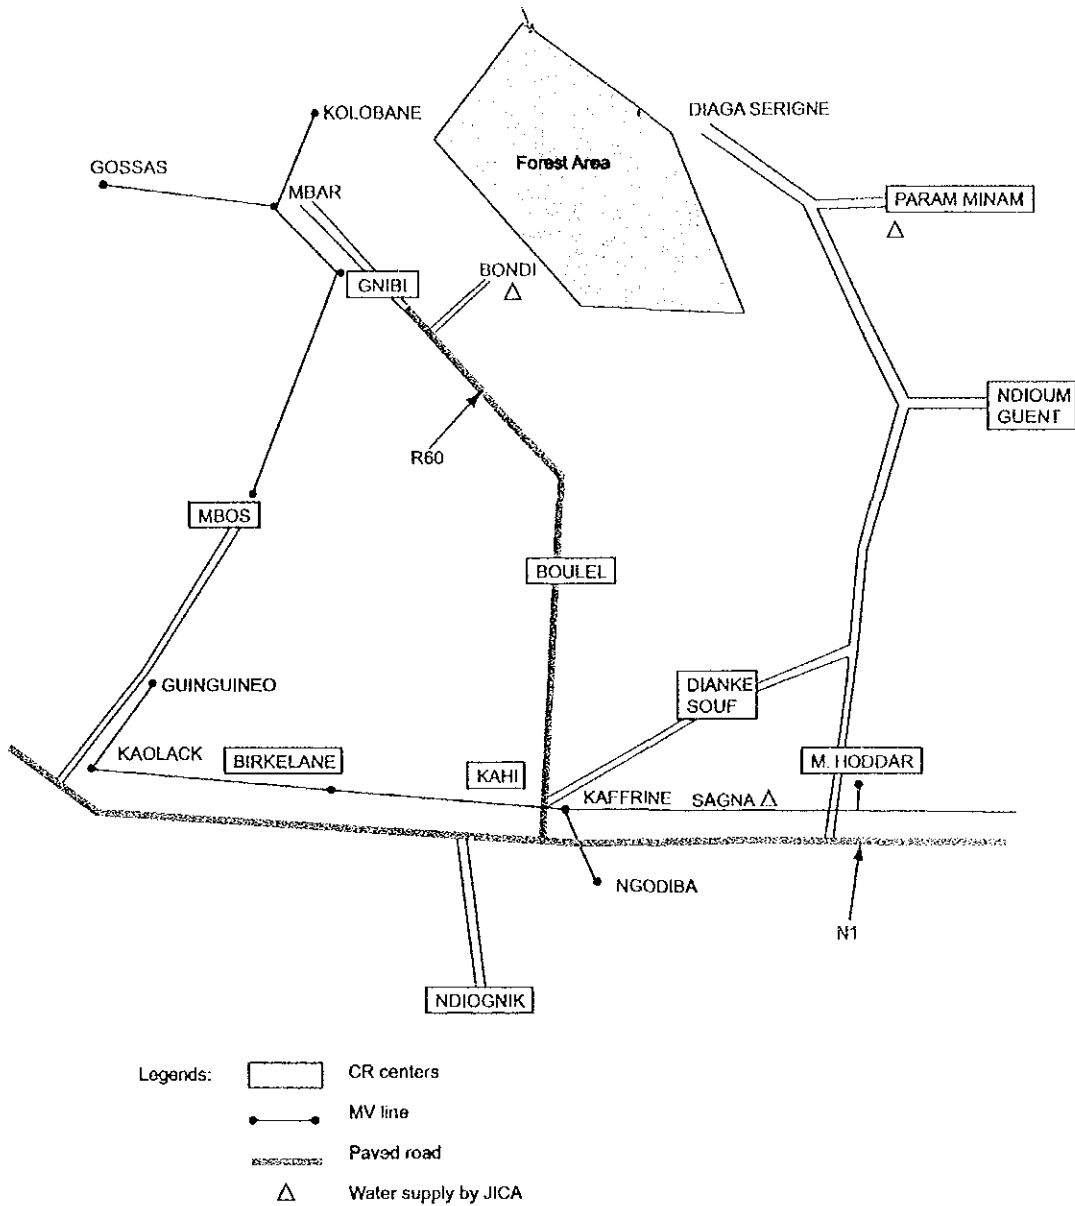 KOLOBANE
DIAGA SERIGNE
Forest Area
GOSSAS
MBAR
PARAM MINAM
BONDI
GNIBI
NDIOUM
GUENT
R60
MBOS
BOULEL
GUINGUINEO
DIANKE
SOUF
KAOLACK
BIRKELANE
KAHI
M. HODDAR
KAFFRINE
SAGNA
NGODIBA
N1
NDIOGNIK
Legends:
CR centers
MV line
Paved road
Water supply by JICA